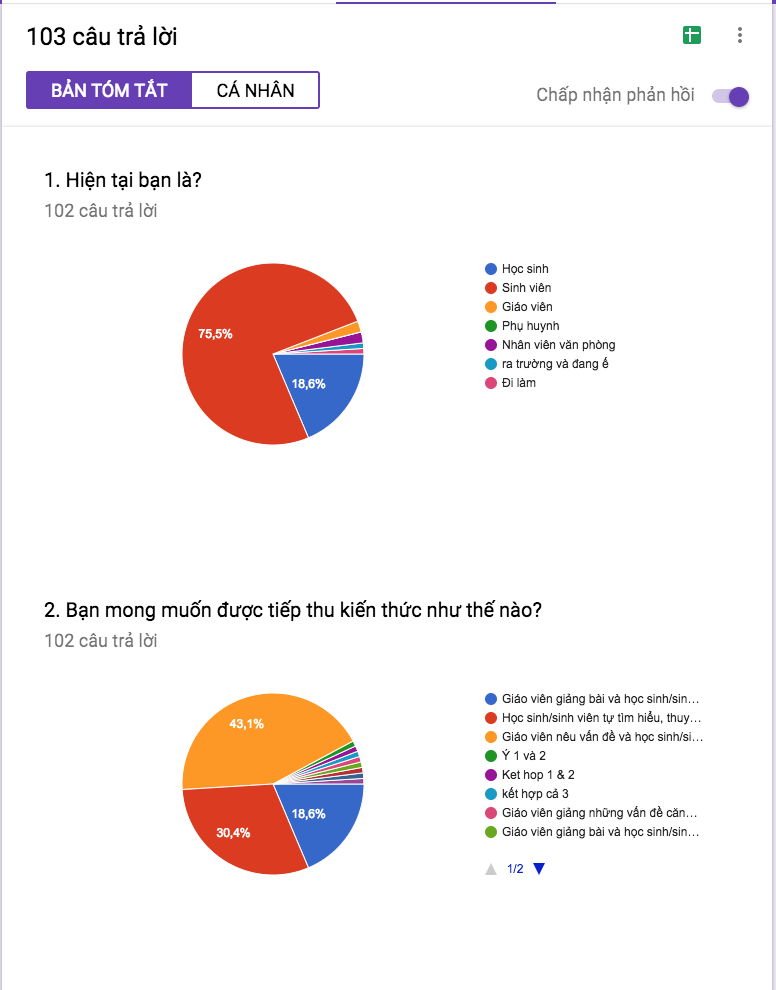 103 câu trả lời
BẢN TÓM TẮT
CÁ NHÂN
Chấp nhận phản hồi
1. Hiện tại bạn là?
102 câu trả lời
75,5%
18,6%
Học sinh
Sinh viên
Giáo viên
Phụ huynh
Nhân viên văn phòng
ra trường và đang ế
Đi làm
2. Bạn mong muốn được tiếp thu kiến thức như thế nào?
102 câu trả lời
43,1%
30,4%
18,6%
Giáo viên giảng bài và học sinh/sin…
Học sinh/sinh viên tự tìm hiểu, thuy…
Giáo viên nêu vấn đề và học sinh/si…
Ý 1 và 2
Ket hop 1 & 2
kết hợp cả 3
Giáo viên giảng những vấn đề căn…
Giáo viên giảng bài và học sinh/sin…
1/2